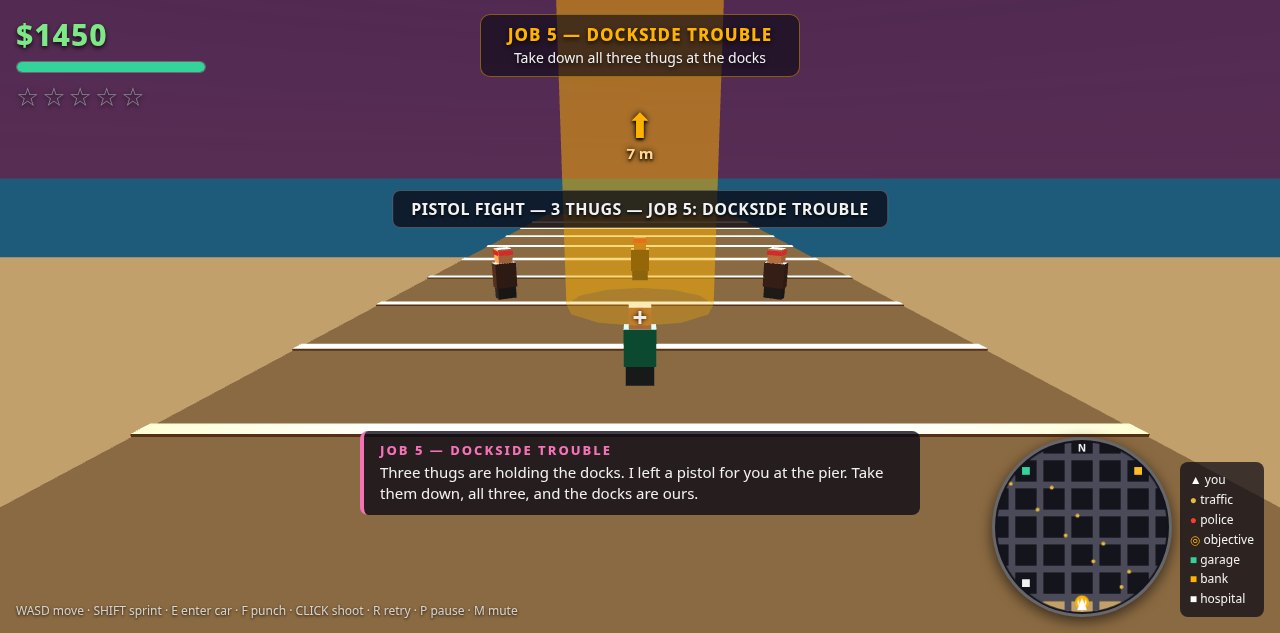 $1450
☆☆☆☆☆
JOB 5 — DOCKSIDE TROUBLE
Take down all three thugs at the docks
7 m
PISTOL FIGHT — 3 THUGS — JOB 5: DOCKSIDE TROUBLE
JOB 5 — DOCKSIDE TROUBLE
Three thugs are holding the docks. I left a pistol for you at the pier. Take
them down, all three, and the docks are ours.
N
▲ you
● traffic
● police
◎ objective
■ garage
■ bank
■ hospital
WASD move · SHIFT sprint · E enter car · F punch · CLICK shoot · R retry · P pause · M mute